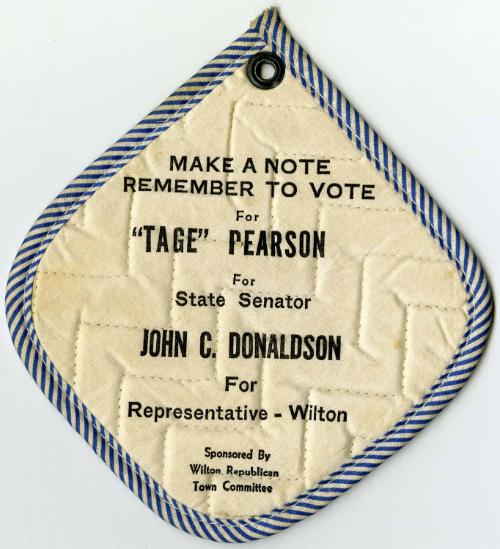 MAKE A NOTE
REMEMBER TO VOTE
For
"TAGE" PEARSON
For
State Senator
JOHN C. DONALDSON
For
Representative - Wilton
Sponsored By
Wilton Republican
Town Committee